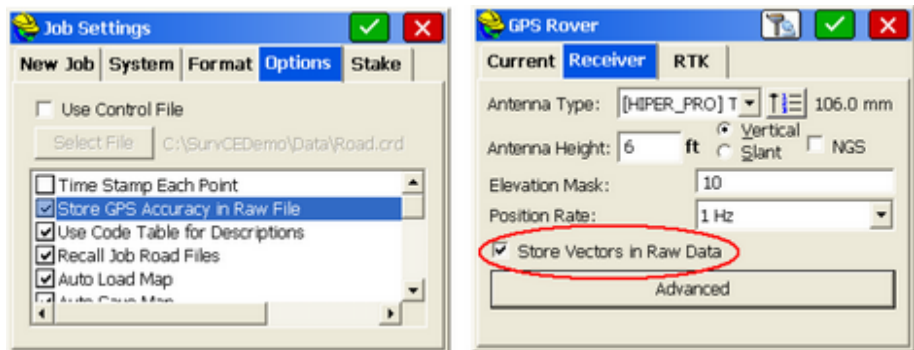 Job Settings
New Job System Format Options Stake
Use Control File
Select File C:\SurvCEDemo\Data\Road.crd
Time Stamp Each Point
Store GPS Accuracy in Raw File
Use Code Table for Descriptions
Recall Job Road Files
Auto Load Map
Auto Save Map
GPS Rover
Current Receiver RTK
Antenna Type: [HIPER_PRO] T 106.0 mm
Antenna Height: 6 ft Vertical
Slant NGS
Elevation Mask: 10
Position Rate: 1 Hz
Store Vectors in Raw Data
Advanced